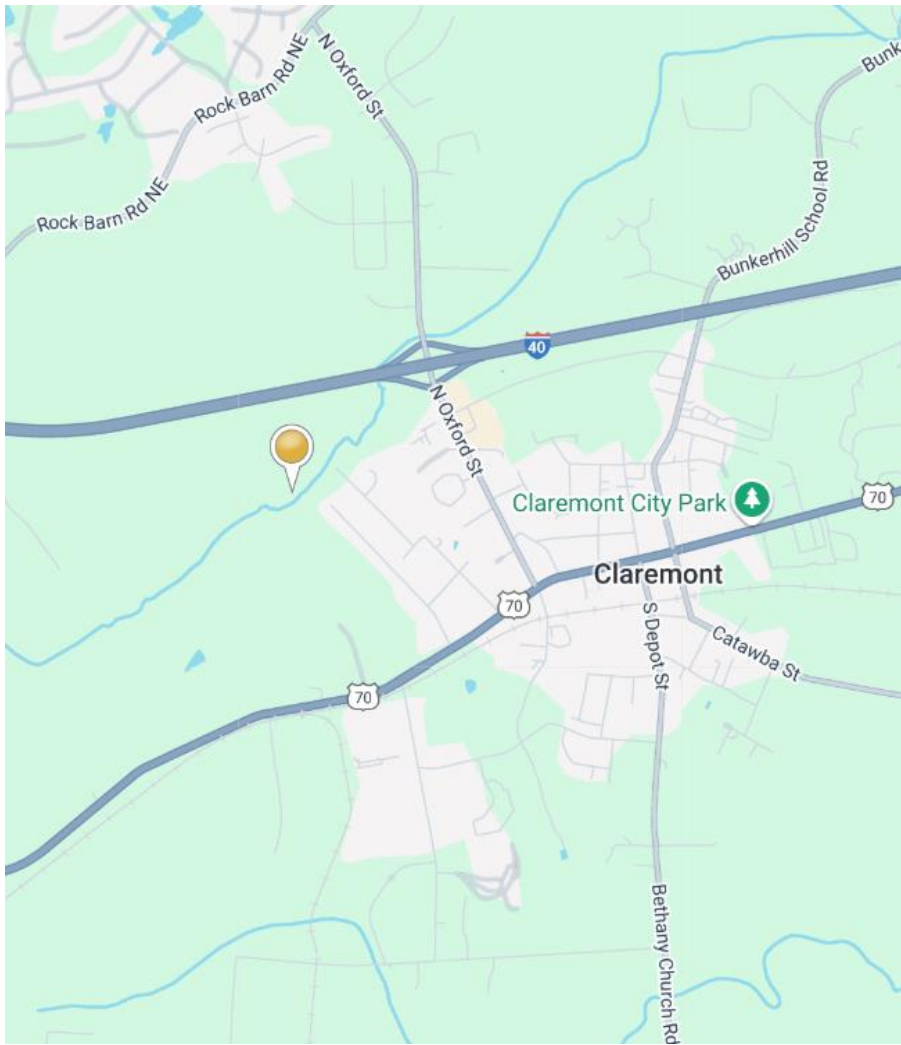 N Oxford St
Rock Barn Rd NE
Bunk
Rock Barn Rd NE
Bunkerhill School Rd
40
N Oxford St
Claremont City Park
70
Claremont
70
S Depot St
Catawba St
70
Bethany Church Rd